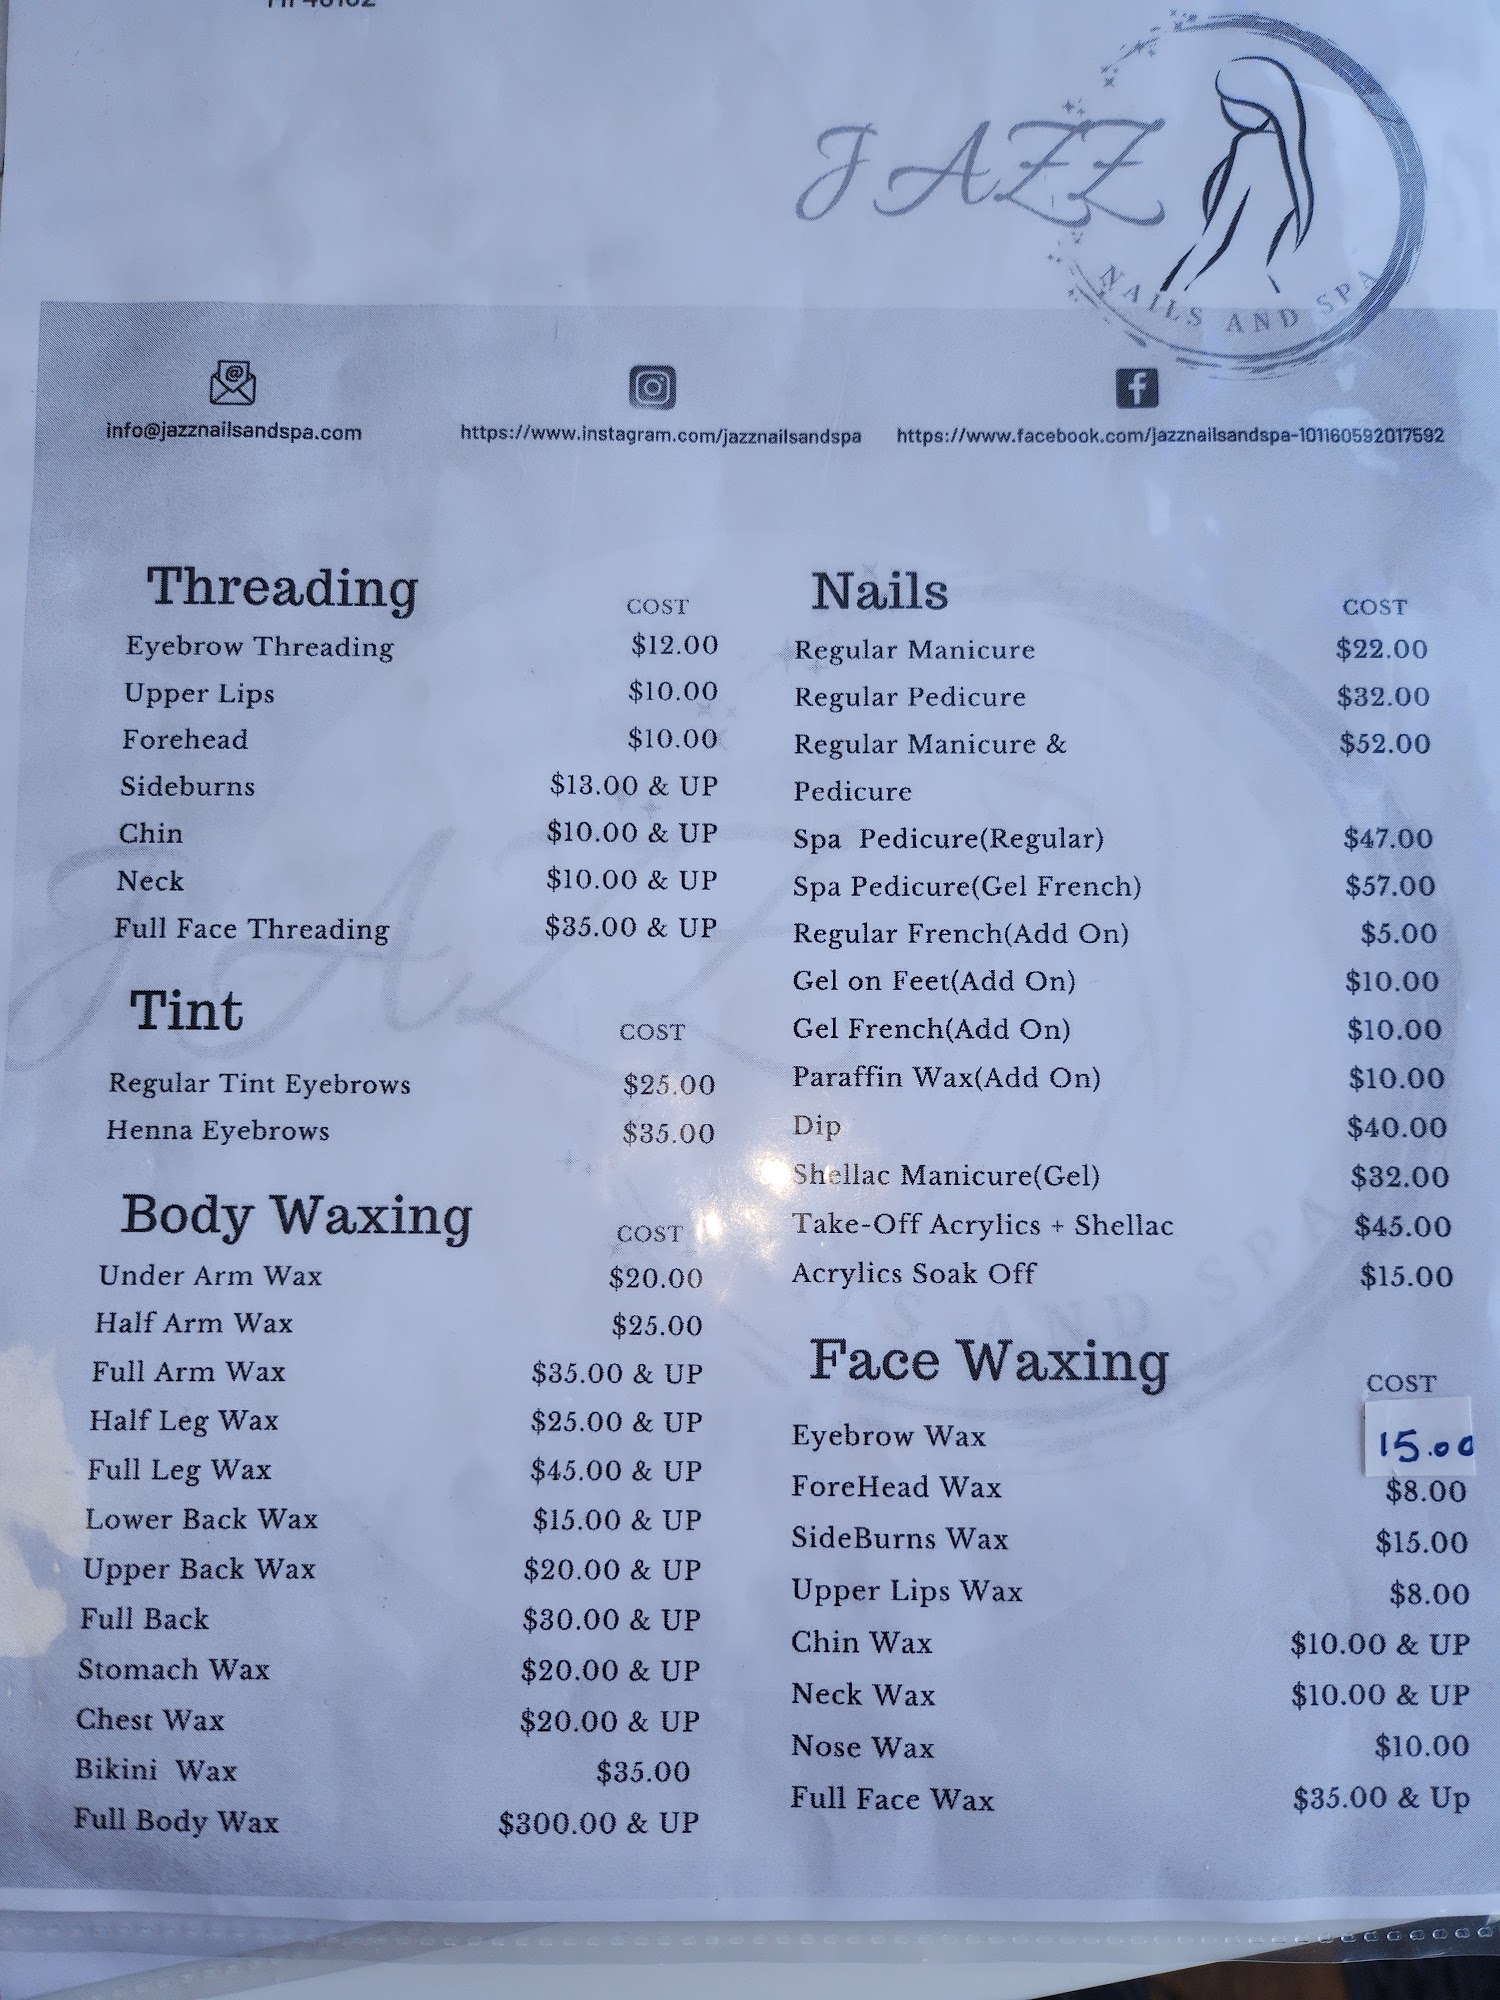 JAZZ
NAILS AND SPA
info@jazznailsandspa.com
https://www.instagram.com/jazznailsandspa
https://www.facebook.com/jazznailsandspa-101160592017592
Threading
COST
Eyebrow Threading $12.00
Upper Lips $10.00
Forehead $10.00
Sideburns $13.00 & UP
Chin $10.00 & UP
Neck $10.00 & UP
Full Face Threading $35.00 & UP
Tint
COST
Regular Tint Eyebrows $25.00
Henna Eyebrows $35.00
Body Waxing
COST
Under Arm Wax $20.00
Half Arm Wax $25.00
Full Arm Wax $35.00 & UP
Half Leg Wax $25.00 & UP
Full Leg Wax $45.00 & UP
Lower Back Wax $15.00 & UP
Upper Back Wax $20.00 & UP
Full Back $30.00 & UP
Stomach Wax $20.00 & UP
Chest Wax $20.00 & UP
Bikini Wax $35.00
Full Body Wax $300.00 & UP
Nails
COST
Regular Manicure $22.00
Regular Pedicure $32.00
Regular Manicure & $52.00
Pedicure
Spa Pedicure(Regular) $47.00
Spa Pedicure(Gel French) $57.00
Regular French(Add On) $5.00
Gel on Feet(Add On) $10.00
Gel French(Add On) $10.00
Paraffin Wax(Add On) $10.00
Dip $40.00
Shellac Manicure(Gel) $32.00
Take-Off Acrylics + Shellac $45.00
Acrylics Soak Off $15.00
Face Waxing
COST
Eyebrow Wax 15.00
ForeHead Wax $8.00
SideBurns Wax $15.00
Upper Lips Wax $8.00
Chin Wax $10.00 & UP
Neck Wax $10.00 & UP
Nose Wax $10.00
Full Face Wax $35.00 & Up